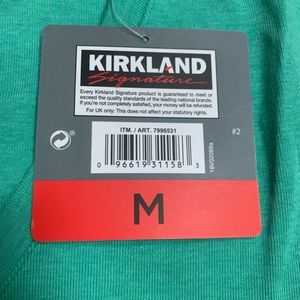 KIRKLAND
Signature
Every Kirkland Signature product is guaranteed to meet or
exceed the quality standards of the leading national brands.
If you're not completely satisfied, your money will be refunded.
For UK only: This does not affect your statutory rights.
ITM. / ART. 7996531
#2
0 96619 31158 3
M